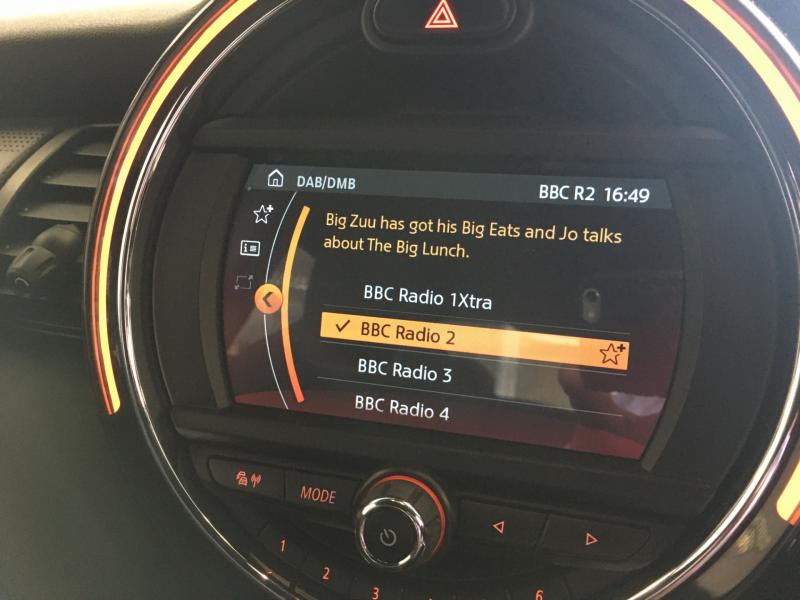 DAB/DMB
BBC R2 16:49
Big Zuu has got his Big Eats and Jo talks
about The Big Lunch.
BBC Radio 1Xtra
BBC Radio 2
BBC Radio 3
BBC Radio 4
MODE
1
2
3
6